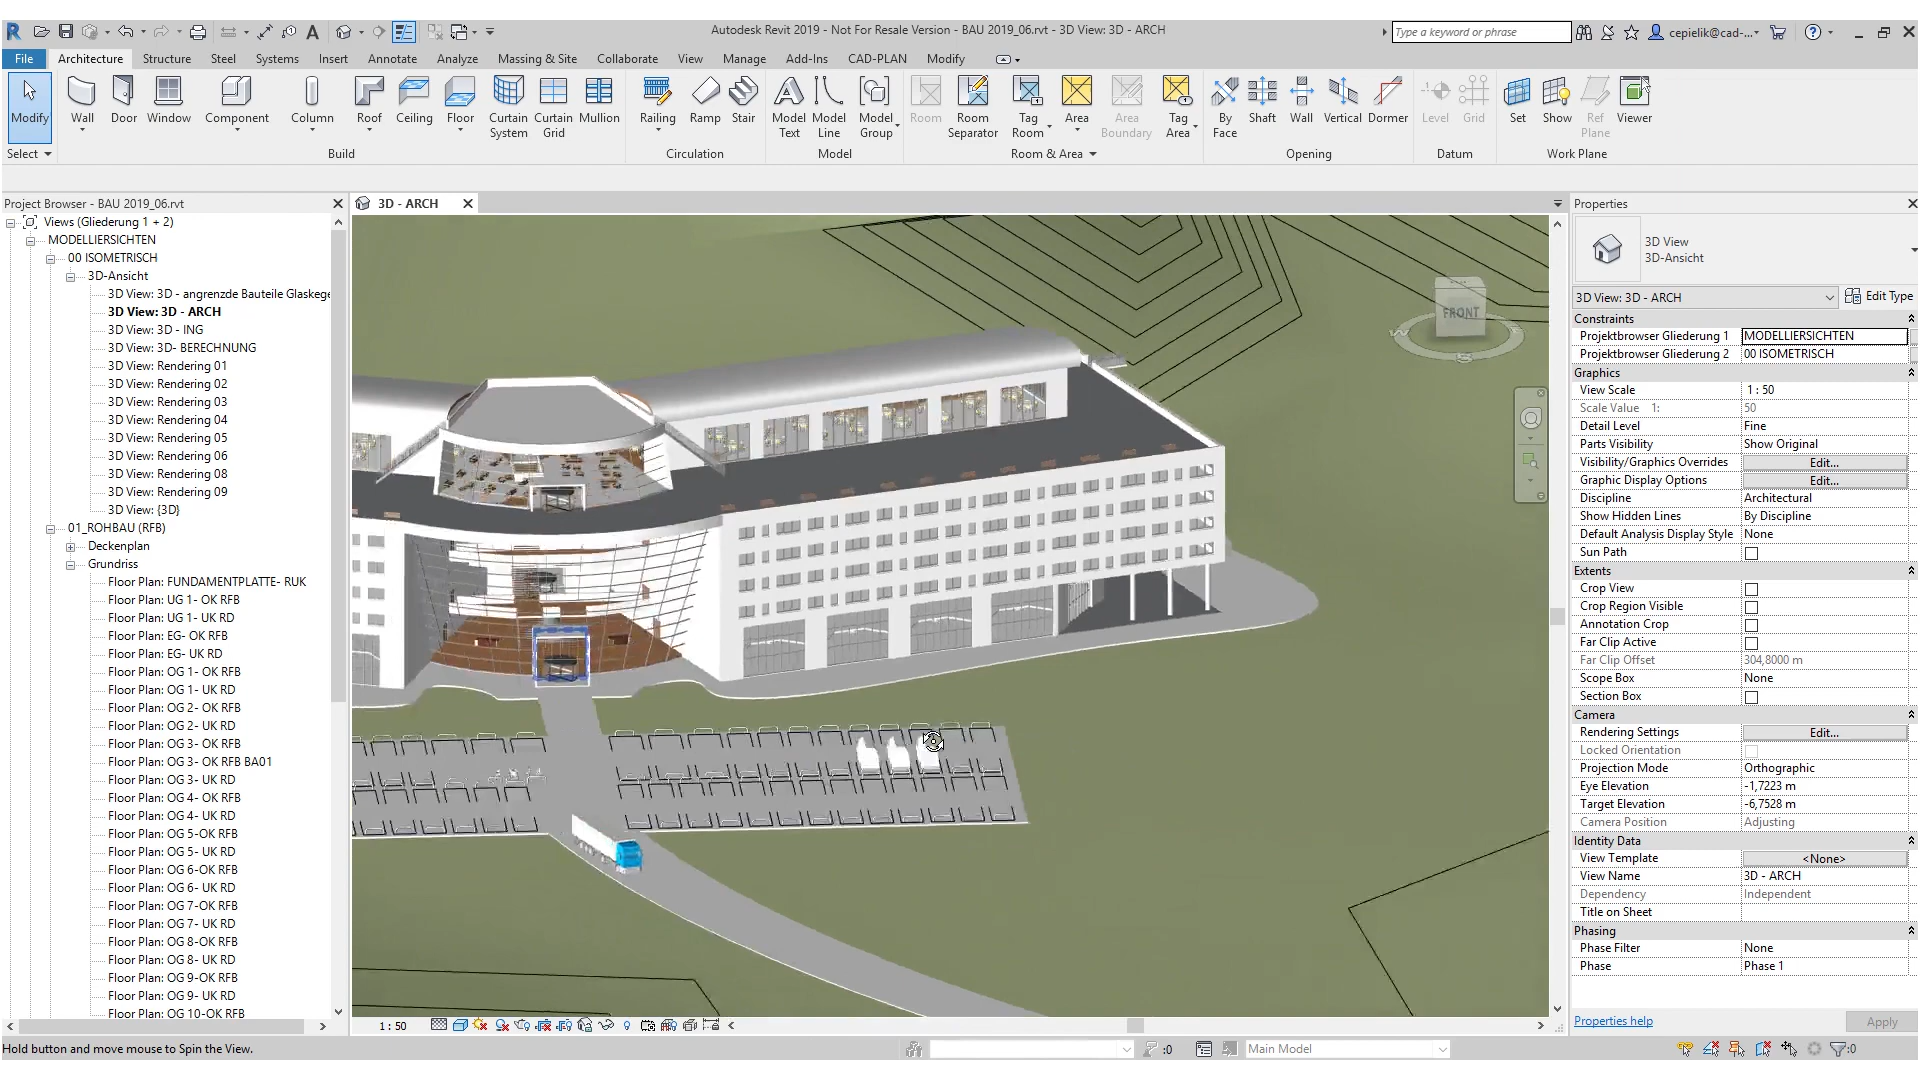 Autodesk Revit 2019 - Not For Resale Version - BAU 2019_06.rvt - 3D View: 3D - ARCH
Type a keyword or phrase
cepielik@cad-...
File Architecture Structure Steel Systems Insert Annotate Analyze Massing & Site Collaborate View Manage Add-Ins CAD-PLAN Modify
Modify Wall Door Window Component Column Roof Ceiling Floor Curtain System Curtain Grid Mullion Railing Ramp Stair Model Text Model Line Model Group Room Room Separator Tag Room Area Area Boundary Tag Area By Face Shaft Wall Vertical Dormer Level Grid Set Show Ref Plane Viewer
Select Build Circulation Model Room & Area Opening Datum Work Plane
Project Browser - BAU 2019_06.rvt
Views (Gliederung 1 + 2)
MODELLIERSICHTEN
00 ISOMETRISCH
3D-Ansicht
3D View: 3D - angrenzde Bauteile Glaskege
3D View: 3D - ARCH
3D View: 3D - ING
3D View: 3D- BERECHNUNG
3D View: Rendering 01
3D View: Rendering 02
3D View: Rendering 03
3D View: Rendering 04
3D View: Rendering 05
3D View: Rendering 06
3D View: Rendering 08
3D View: Rendering 09
3D View: {3D}
01_ROHBAU (RFB)
Deckenplan
Grundriss
Floor Plan: FUNDAMENTPLATTE- RUK
Floor Plan: UG 1- OK RFB
Floor Plan: UG 1- UK RD
Floor Plan: EG- OK RFB
Floor Plan: EG- UK RD
Floor Plan: OG 1- OK RFB
Floor Plan: OG 1- UK RD
Floor Plan: OG 2- OK RFB
Floor Plan: OG 2- UK RD
Floor Plan: OG 3- OK RFB
Floor Plan: OG 3- OK RFB BA01
Floor Plan: OG 3- UK RD
Floor Plan: OG 4- OK RFB
Floor Plan: OG 4- UK RD
Floor Plan: OG 5-OK RFB
Floor Plan: OG 5- UK RD
Floor Plan: OG 6-OK RFB
Floor Plan: OG 6- UK RD
Floor Plan: OG 7-OK RFB
Floor Plan: OG 7- UK RD
Floor Plan: OG 8-OK RFB
Floor Plan: OG 8- UK RD
Floor Plan: OG 9-OK RFB
Floor Plan: OG 9- UK RD
Floor Plan: OG 10-OK RFB
3D - ARCH
FRONT
W
S
1 : 50
Properties
3D View
3D-Ansicht
3D View: 3D - ARCH Edit Type
Constraints
Projektbrowser Gliederung 1 MODELLIERSICHTEN
Projektbrowser Gliederung 2 00 ISOMETRISCH
Graphics
View Scale 1 : 50
Scale Value 1: 50
Detail Level Fine
Parts Visibility Show Original
Visibility/Graphics Overrides Edit...
Graphic Display Options Edit...
Discipline Architectural
Show Hidden Lines By Discipline
Default Analysis Display Style None
Sun Path
Extents
Crop View
Crop Region Visible
Annotation Crop
Far Clip Active
Far Clip Offset 304,8000 m
Scope Box None
Section Box
Camera
Rendering Settings Edit...
Locked Orientation
Projection Mode Orthographic
Eye Elevation -1,7223 m
Target Elevation -6,7528 m
Camera Position Adjusting
Identity Data
View Template <None>
View Name 3D - ARCH
Dependency Independent
Title on Sheet
Phasing
Phase Filter None
Phase Phase 1
Properties help Apply
Hold button and move mouse to Spin the View.
:0 Main Model :0